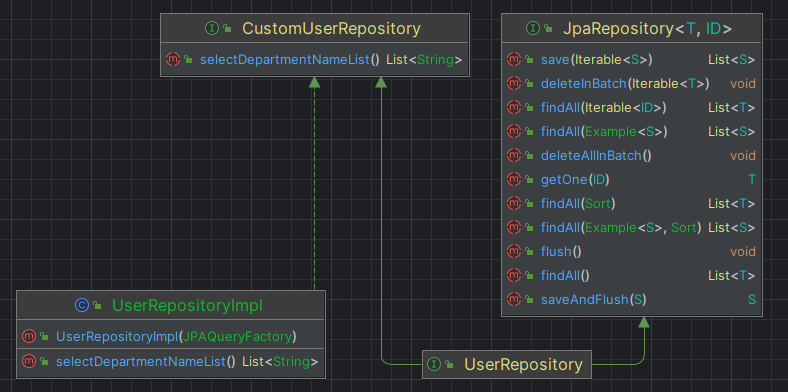 CustomUserRepository
selectDepartmentNameList() List<String>
JpaRepository<T, ID>
save(Iterable<S>) List<S>
deleteInBatch(Iterable<T>) void
findAll(Iterable<ID>) List<T>
findAll(Example<S>) List<S>
deleteAllInBatch() void
getOne(ID) T
findAll(Sort) List<T>
findAll(Example<S>, Sort) List<S>
flush() void
findAll() List<T>
saveAndFlush(S) S
UserRepositoryImpl
UserRepositoryImpl(JPAQueryFactory)
selectDepartmentNameList() List<String>
UserRepository